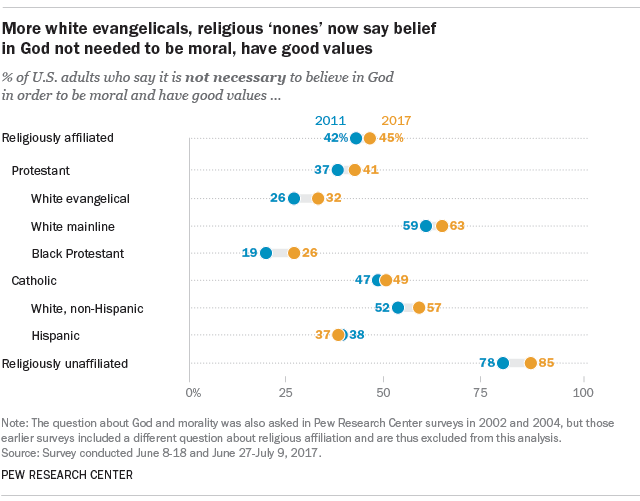 More white evangelicals, religious ‘nones’ now say belief
in God not needed to be moral, have good values
% of U.S. adults who say it is not necessary to believe in God
in order to be moral and have good values ...
2011 2017
Religiously affiliated 42% 45%
Protestant 37 41
White evangelical 26 32
White mainline 59 63
Black Protestant 19 26
Catholic 47 49
White, non-Hispanic 52 57
Hispanic 37 38
Religiously unaffiliated 78 85
0% 25 50 75 100
Note: The question about God and morality was also asked in Pew Research Center surveys in 2002 and 2004, but those
earlier surveys included a different question about religious affiliation and are thus excluded from this analysis.
Source: Survey conducted June 8-18 and June 27-July 9, 2017.
PEW RESEARCH CENTER